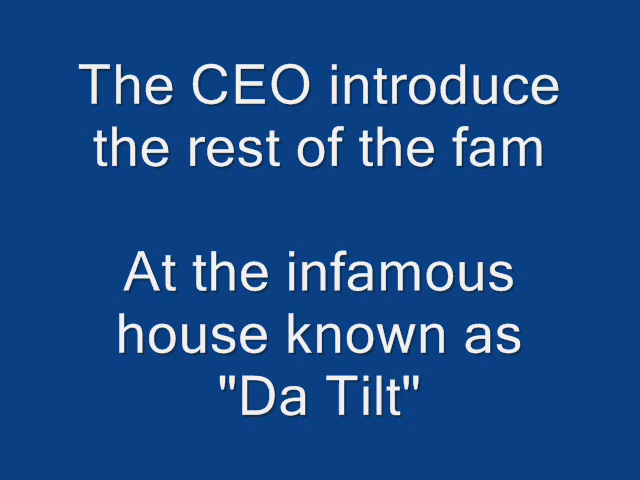 The CEO introduce
the rest of the fam
At the infamous
house known as
"Da Tilt"